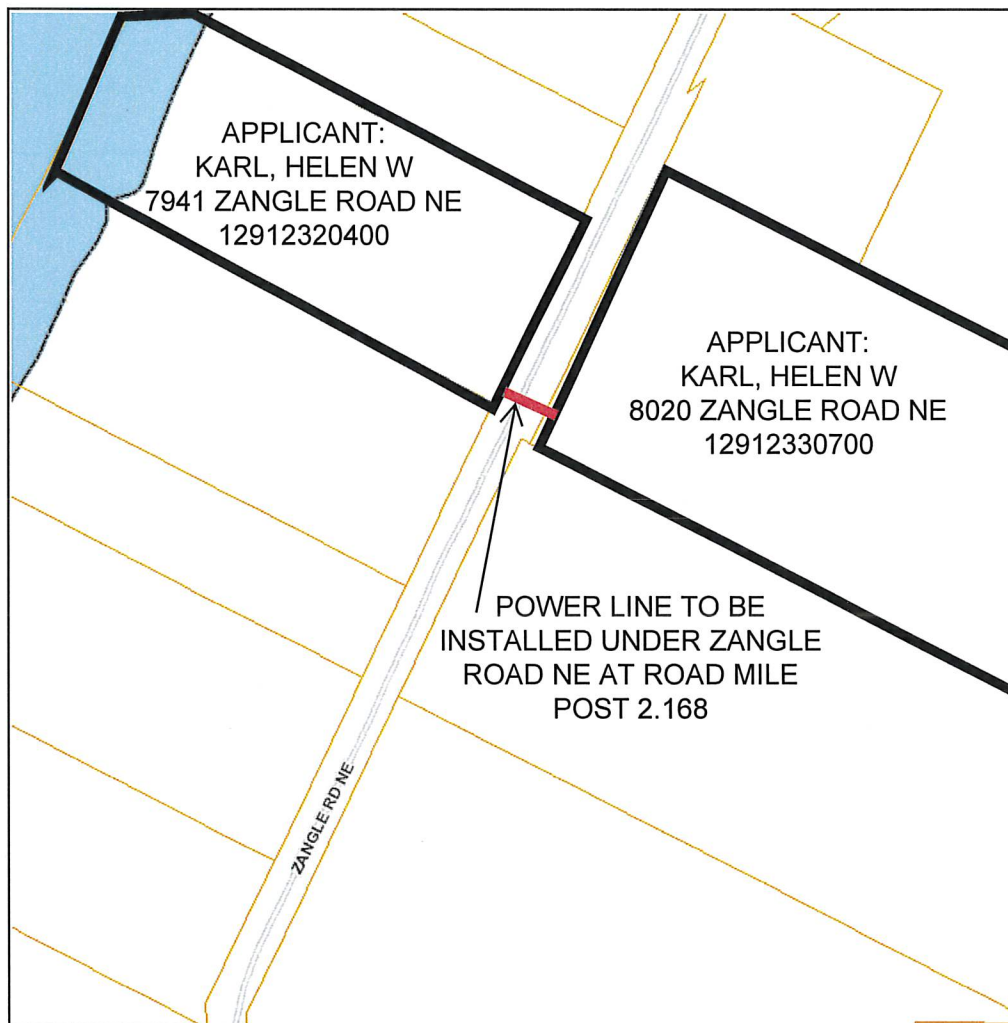 APPLICANT:
KARL, HELEN W
7941 ZANGLE ROAD NE
12912320400
APPLICANT:
KARL, HELEN W
8020 ZANGLE ROAD NE
12912330700
POWER LINE TO BE
INSTALLED UNDER ZANGLE
ROAD NE AT ROAD MILE
POST 2.168
ZANGLE RD NE